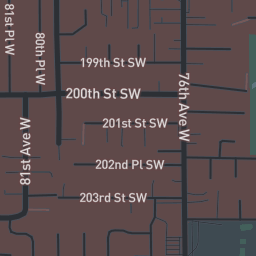 81st Pl W
80th Pl W
199th St SW
200th St SW
76th Ave W
81st Ave W
201st St SW
202nd Pl SW
203rd St SW